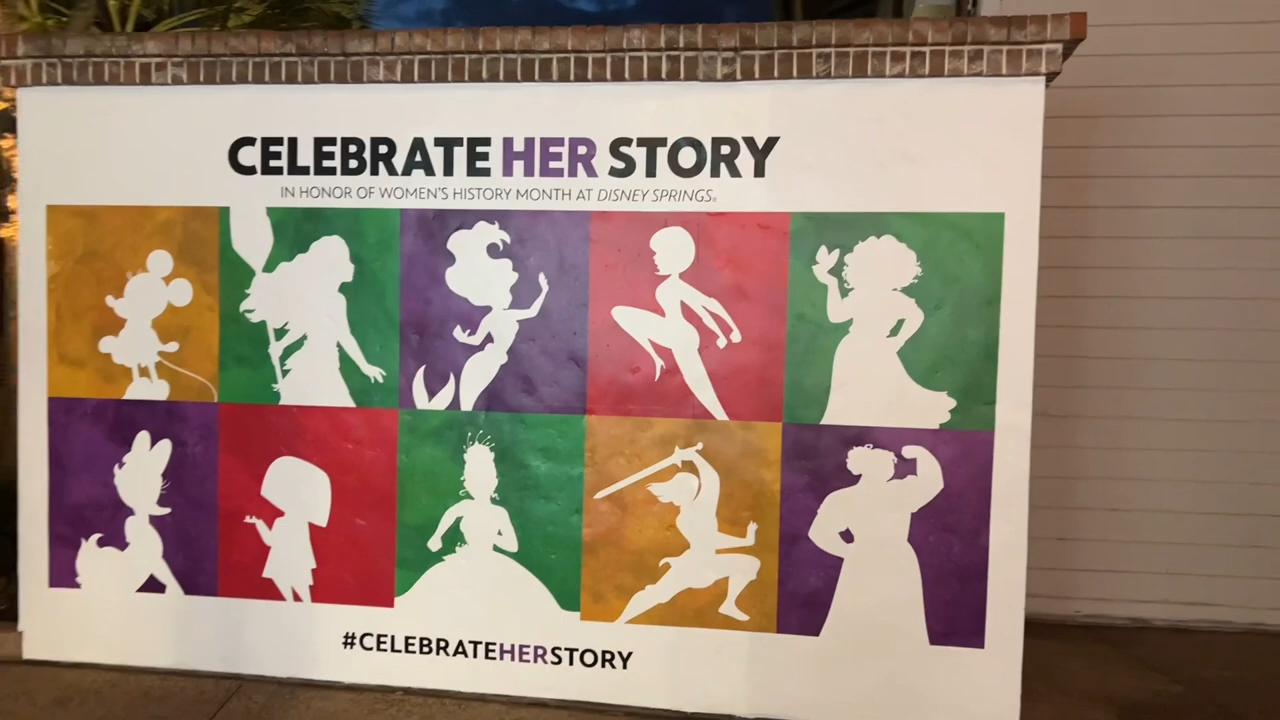 CELEBRATE HER STORY
IN HONOR OF WOMEN'S HISTORY MONTH AT DISNEY SPRINGS®
#CELEBRATEHERSTORY